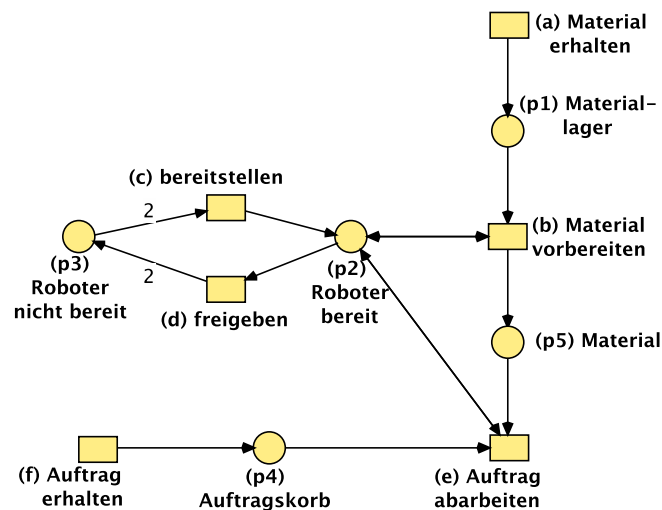 (a) Material
erhalten
(p1) Material-
lager
(c) bereitstellen
2
(b) Material
vorbereiten
(p3)
Roboter
nicht bereit
2
(p2)
Roboter
bereit
(d) freigeben
(p5) Material
(f) Auftrag
erhalten
(p4)
Auftragskorb
(e) Auftrag
abarbeiten